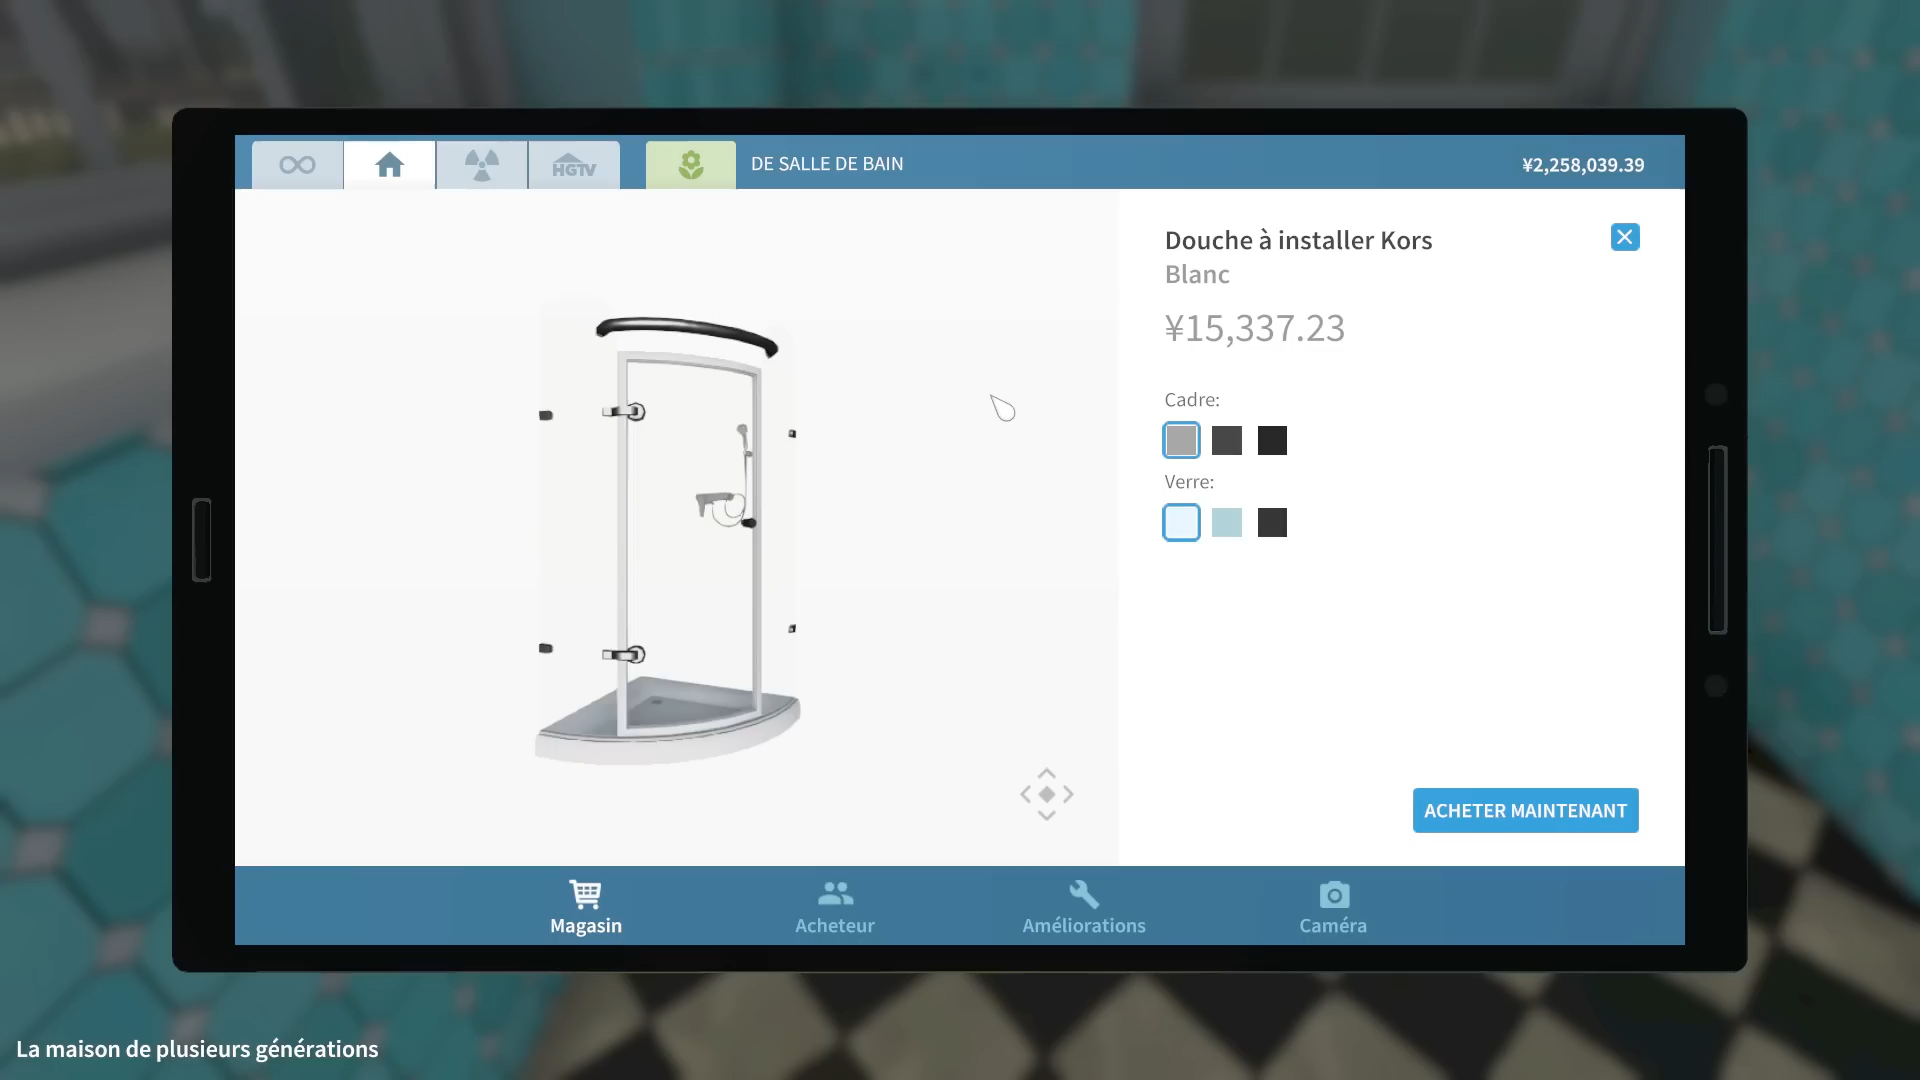 HGTV
DE SALLE DE BAIN
¥2,258,039.39
Douche à installer Kors
Blanc
¥15,337.23
Cadre:
Verre:
ACHETER MAINTENANT
Magasin
Acheteur
Améliorations
Caméra
La maison de plusieurs générations